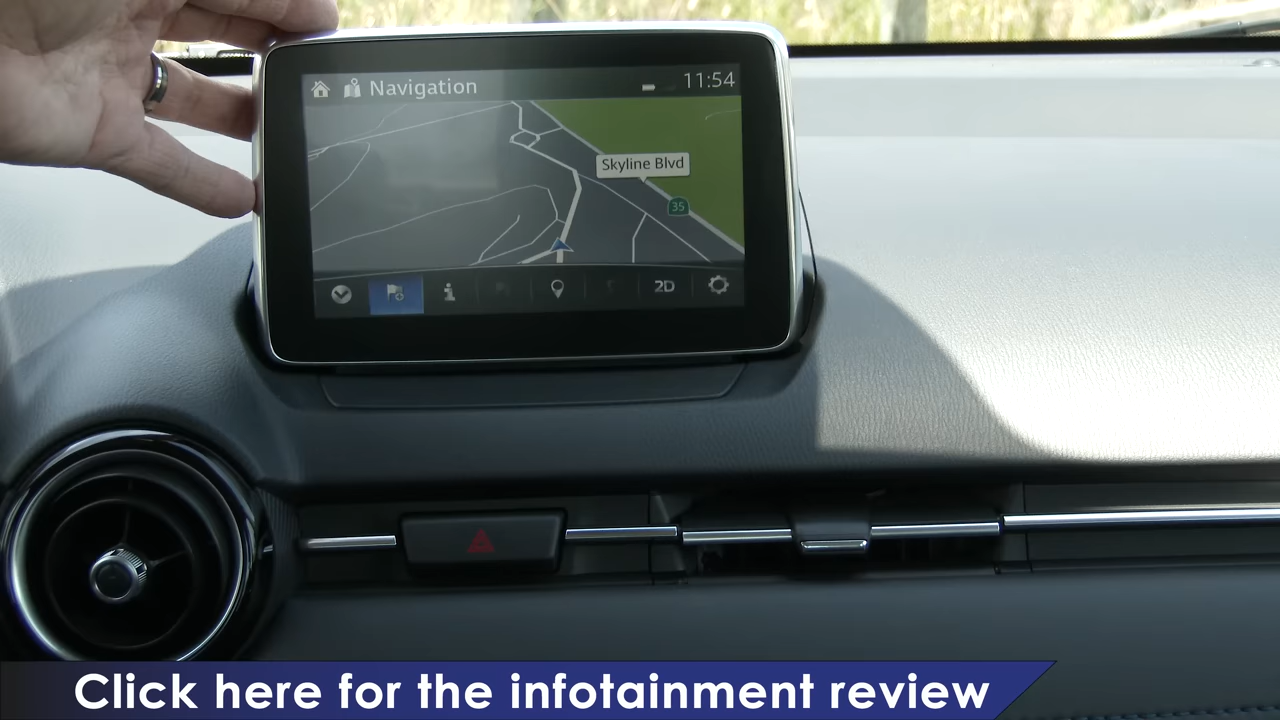 Navigation
11:54
Skyline Blvd
35
2D
Click here for the infotainment review